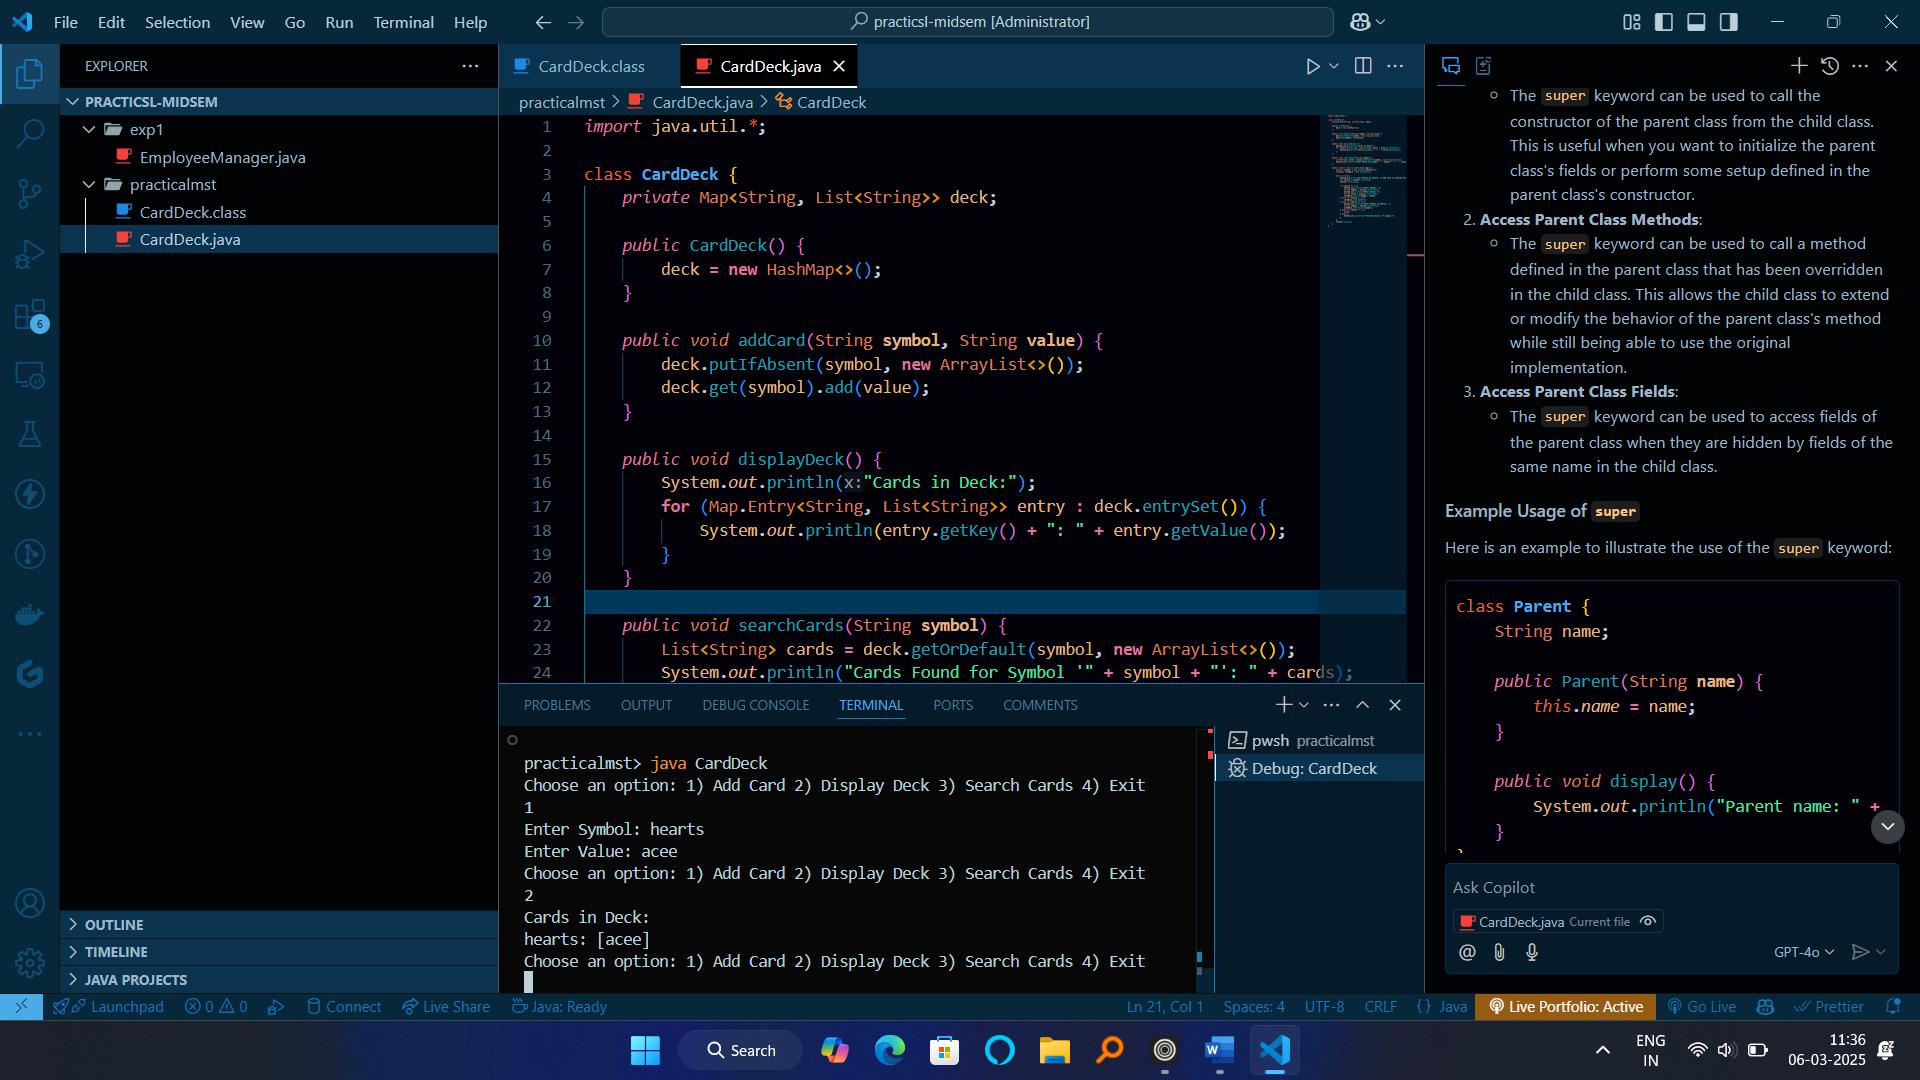 File Edit Selection View Go Run Terminal Help
practicsl-midsem [Administrator]
EXPLORER
PRACTICSL-MIDSEM
exp1
EmployeeManager.java
practicalmst
CardDeck.class
CardDeck.java
OUTLINE
TIMELINE
JAVA PROJECTS
6
CardDeck.class
CardDeck.java
practicalmst > CardDeck.java > CardDeck
1 import java.util.*;
2
3 class CardDeck {
4 private Map<String, List<String>> deck;
5
6 public CardDeck() {
7 deck = new HashMap<>();
8 }
9
10 public void addCard(String symbol, String value) {
11 deck.putIfAbsent(symbol, new ArrayList<>());
12 deck.get(symbol).add(value);
13 }
14
15 public void displayDeck() {
16 System.out.println(x:"Cards in Deck:");
17 for (Map.Entry<String, List<String>> entry : deck.entrySet()) {
18 System.out.println(entry.getKey() + ": " + entry.getValue());
19 }
20 }
21
22 public void searchCards(String symbol) {
23 List<String> cards = deck.getOrDefault(symbol, new ArrayList<>());
24 System.out.println("Cards Found for Symbol '" + symbol + "': " + cards);
PROBLEMS OUTPUT DEBUG CONSOLE TERMINAL PORTS COMMENTS
practicalmst> java CardDeck
Choose an option: 1) Add Card 2) Display Deck 3) Search Cards 4) Exit
1
Enter Symbol: hearts
Enter Value: acee
Choose an option: 1) Add Card 2) Display Deck 3) Search Cards 4) Exit
2
Cards in Deck:
hearts: [acee]
Choose an option: 1) Add Card 2) Display Deck 3) Search Cards 4) Exit
pwsh practicalmst
Debug: CardDeck
The super keyword can be used to call the
constructor of the parent class from the child class.
This is useful when you want to initialize the parent
class's fields or perform some setup defined in the
parent class's constructor.
2. Access Parent Class Methods:
The super keyword can be used to call a method
defined in the parent class that has been overridden
in the child class. This allows the child class to extend
or modify the behavior of the parent class's method
while still being able to use the original
implementation.
3. Access Parent Class Fields:
The super keyword can be used to access fields of
the parent class when they are hidden by fields of the
same name in the child class.
Example Usage of super
Here is an example to illustrate the use of the super keyword:
class Parent {
String name;
public Parent(String name) {
this.name = name;
}
public void display() {
System.out.println("Parent name: " +
}
Ask Copilot
CardDeck.java Current file
GPT-4o
Launchpad 0 0 Connect Live Share Java: Ready Ln 21, Col 1 Spaces: 4 UTF-8 CRLF {} Java Live Portfolio: Active Go Live Prettier
Search
ENG
IN
11:36
06-03-2025